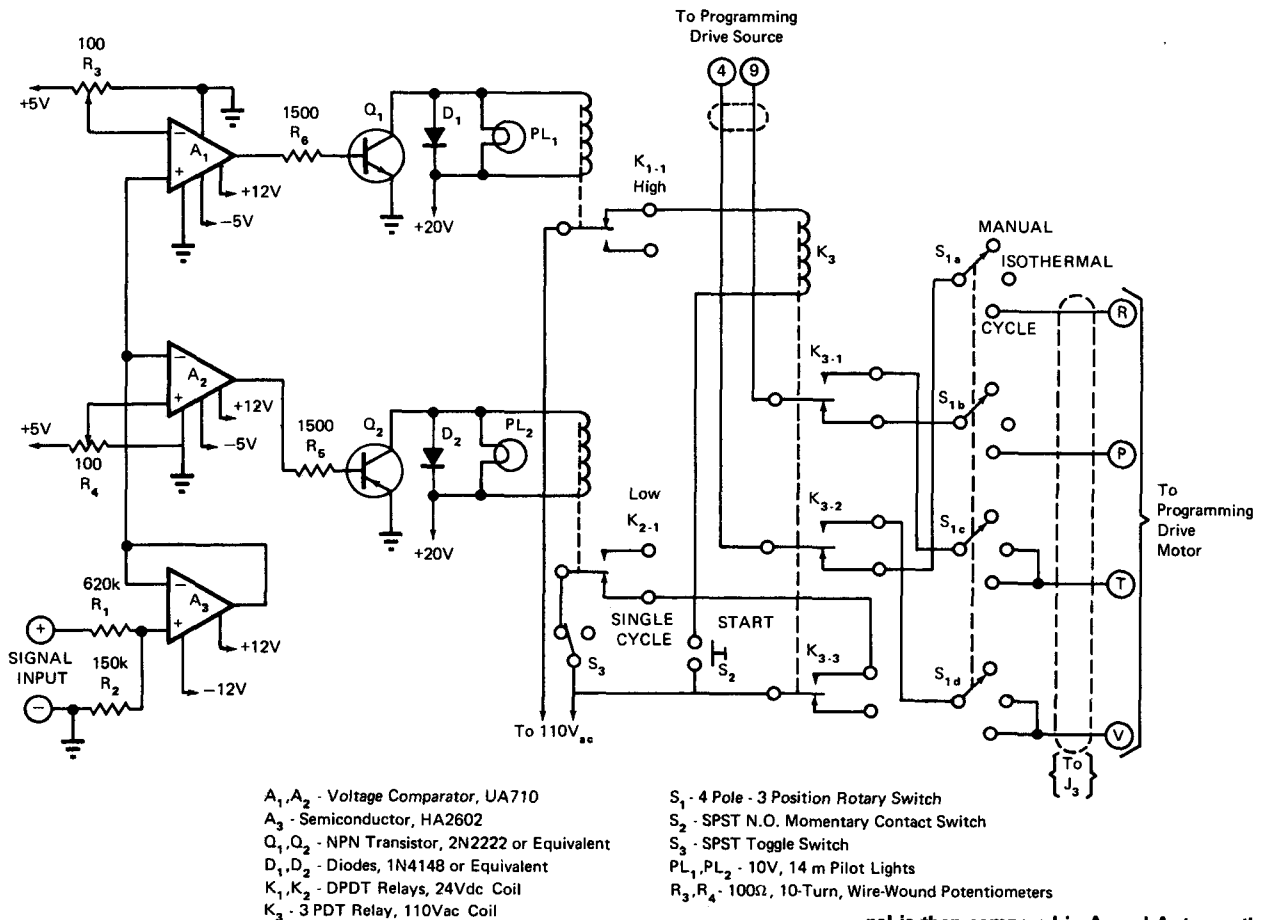 To Programming
Drive Source
4 9
100
R3
+5V
A1
+12V
-5V
1500
R6
Q1
D1
PL1
+20V
K1-1
High
K3
MANUAL
S1a
ISOTHERMAL
CYCLE
R
K3-1
S1b
P
A2
+12V
-5V
+5V
100
R4
1500
R5
Q2
D2
PL2
+20V
Low
K2-1
K3-2
S1c
T
To
Programming
Drive
Motor
620k
R1
A3
+12V
-12V
SIGNAL
INPUT
150k
R2
SINGLE
CYCLE
S3
START
S2
K3-3
S1d
V
To 110Vac
To
J3
A1,A2 - Voltage Comparator, UA710
A3 - Semiconductor, HA2602
Q1,Q2 - NPN Transistor, 2N2222 or Equivalent
D1,D2 - Diodes, 1N4148 or Equivalent
K1,K2 - DPDT Relays, 24Vdc Coil
K3 - 3 PDT Relay, 110Vac Coil
S1 - 4 Pole - 3 Position Rotary Switch
S2 - SPST N.O. Momentary Contact Switch
S3 - SPST Toggle Switch
PL1,PL2 - 10V, 14 m Pilot Lights
R3,R4 - 100Ω, 10-Turn, Wire-Wound Potentiometers